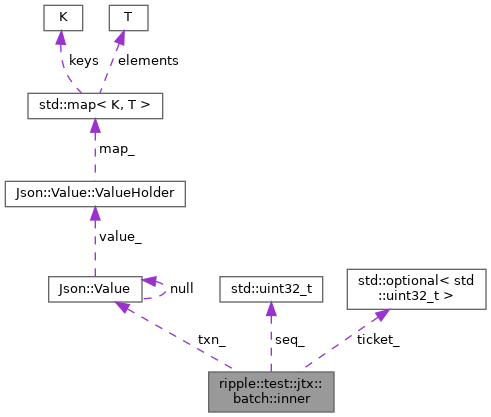 K
T
keys
elements
std::map< K, T >
map_
Json::Value::ValueHolder
value_
Json::Value
null
std::uint32_t
std::optional< std
::uint32_t >
txn_
seq_
ticket_
ripple::test::jtx::
batch::inner